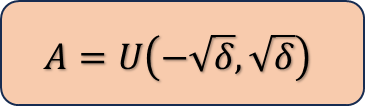 A = U(−√δ, √δ)